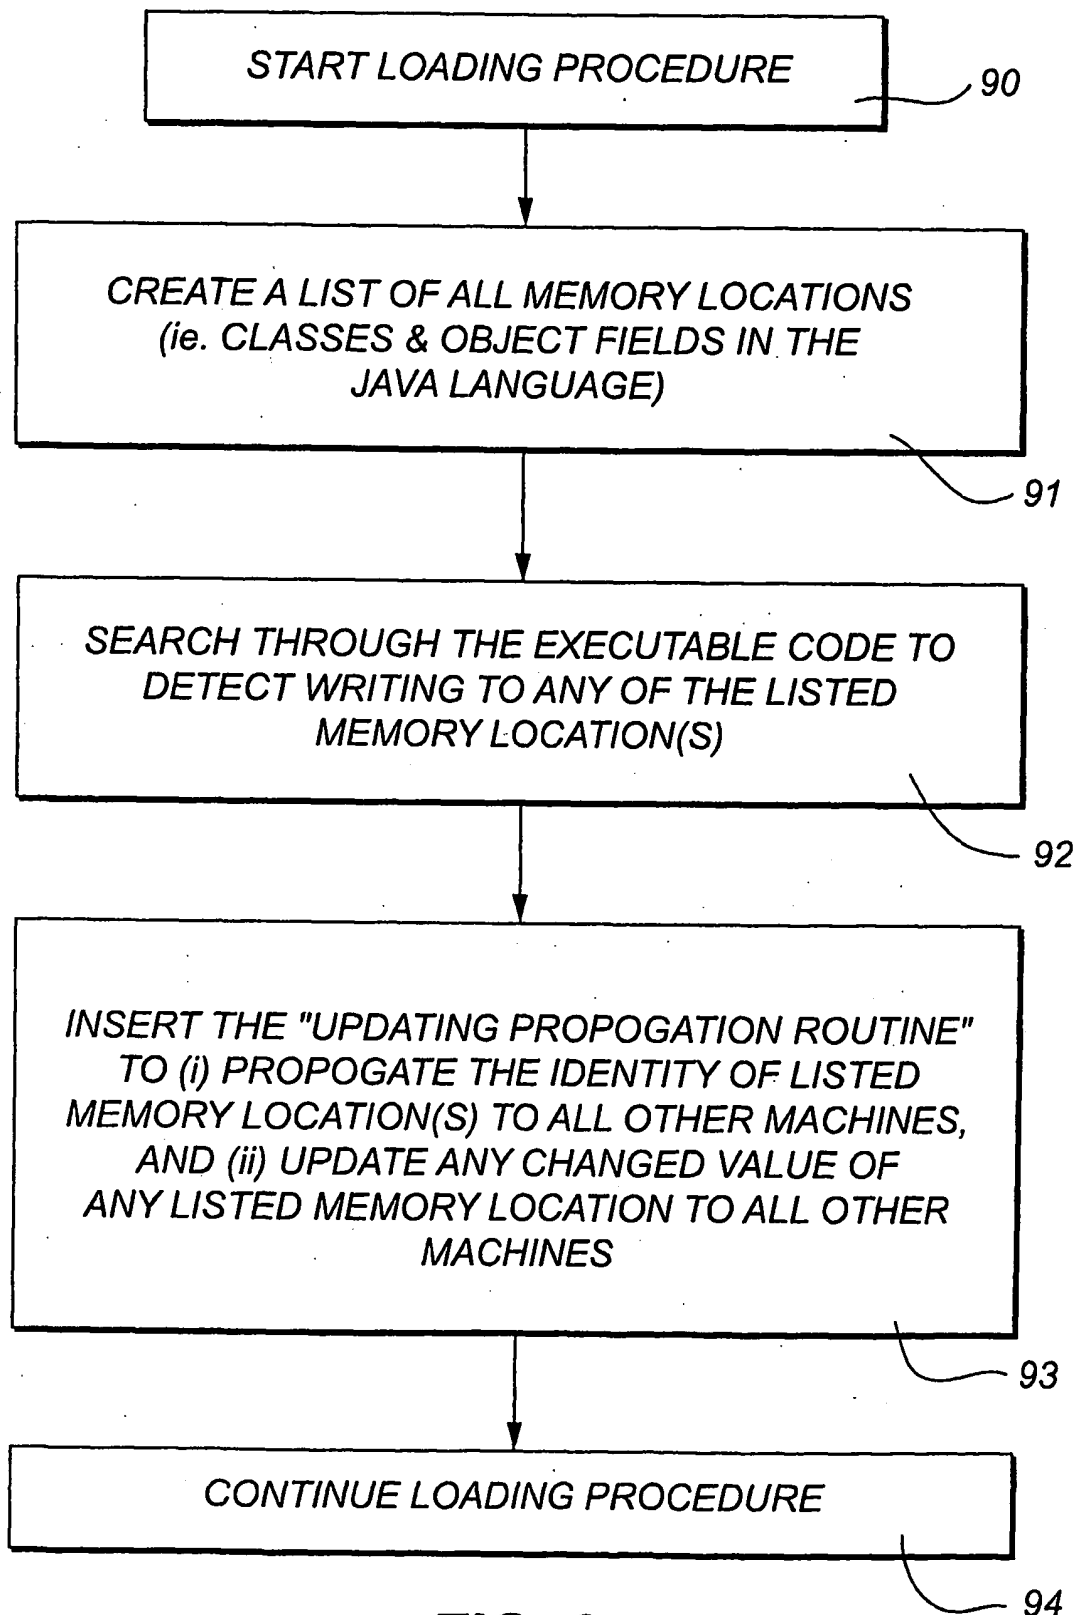 START LOADING PROCEDURE
90
CREATE A LIST OF ALL MEMORY LOCATIONS
(ie. CLASSES & OBJECT FIELDS IN THE
JAVA LANGUAGE)
91
SEARCH THROUGH THE EXECUTABLE CODE TO
DETECT WRITING TO ANY OF THE LISTED
MEMORY LOCATION(S)
92
INSERT THE "UPDATING PROPOGATION ROUTINE"
TO (i) PROPOGATE THE IDENTITY OF LISTED
MEMORY LOCATION(S) TO ALL OTHER MACHINES,
AND (ii) UPDATE ANY CHANGED VALUE OF
ANY LISTED MEMORY LOCATION TO ALL OTHER
MACHINES
93
CONTINUE LOADING PROCEDURE
94